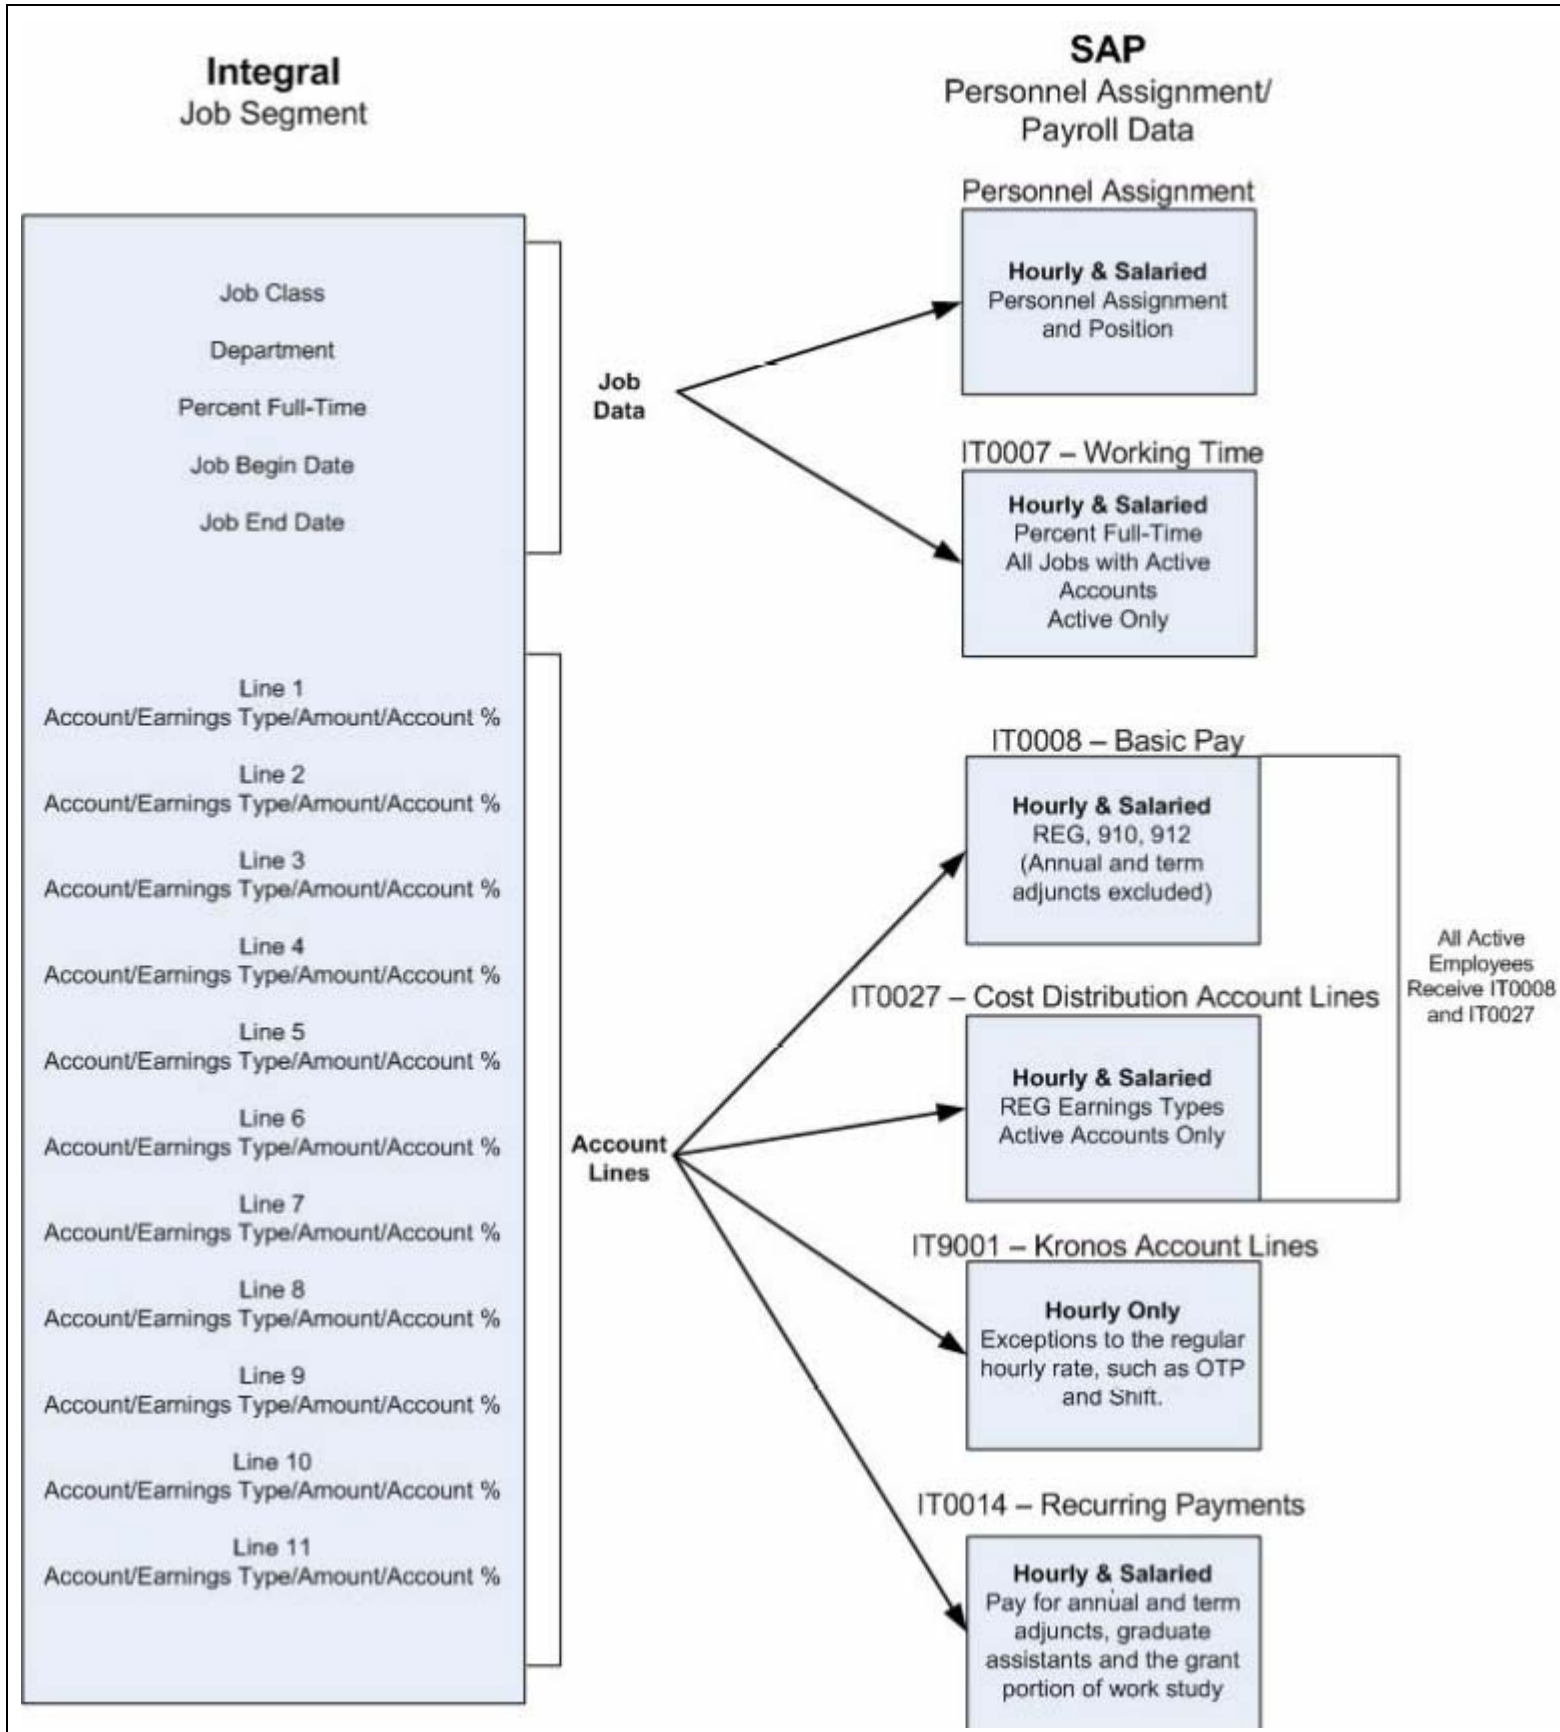 Integral
Job Segment
Job Class
Department
Percent Full-Time
Job Begin Date
Job End Date
Line 1
Account/Earnings Type/Amount/Account %
Line 2
Account/Earnings Type/Amount/Account %
Line 3
Account/Earnings Type/Amount/Account %
Line 4
Account/Earnings Type/Amount/Account %
Line 5
Account/Earnings Type/Amount/Account %
Line 6
Account/Earnings Type/Amount/Account %
Line 7
Account/Earnings Type/Amount/Account %
Line 8
Account/Earnings Type/Amount/Account %
Line 9
Account/Earnings Type/Amount/Account %
Line 10
Account/Earnings Type/Amount/Account %
Line 11
Account/Earnings Type/Amount/Account %
Job
Data
Account
Lines
SAP
Personnel Assignment/
Payroll Data
Personnel Assignment
Hourly & Salaried
Personnel Assignment
and Position
IT0007 – Working Time
Hourly & Salaried
Percent Full-Time
All Jobs with Active
Accounts
Active Only
IT0008 – Basic Pay
Hourly & Salaried
REG, 910, 912
(Annual and term
adjuncts excluded)
IT0027 – Cost Distribution Account Lines
Hourly & Salaried
REG Earnings Types
Active Accounts Only
All Active
Employees
Receive IT0008
and IT0027
IT9001 – Kronos Account Lines
Hourly Only
Exceptions to the regular
hourly rate, such as OTP
and Shift.
IT0014 – Recurring Payments
Hourly & Salaried
Pay for annual and term
adjuncts, graduate
assistants and the grant
portion of work study